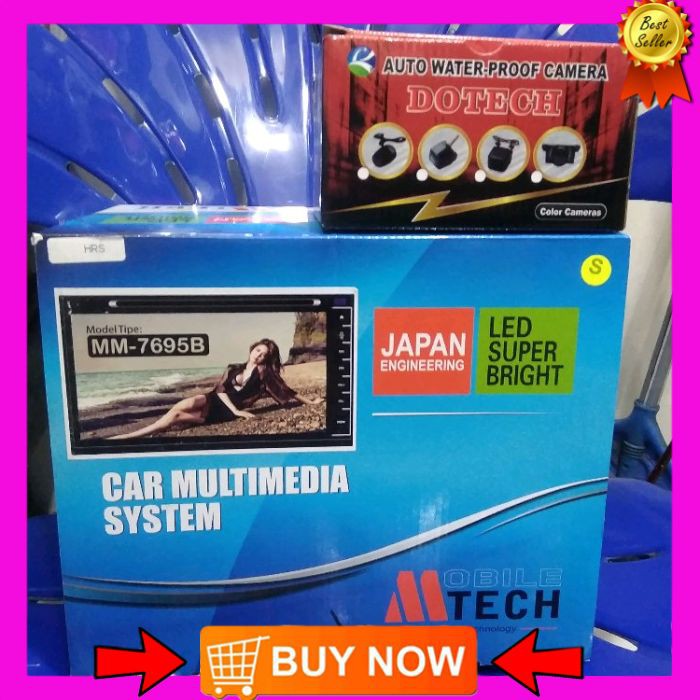 Best
Seller
AUTO WATER-PROOF CAMERA
DOTECH
Color Cameras
HRS
S
Model Tipe:
MM-7695B
JAPAN
ENGINEERING
LED
SUPER
BRIGHT
CAR MULTIMEDIA
SYSTEM
MOBILE
TECH
BUY NOW